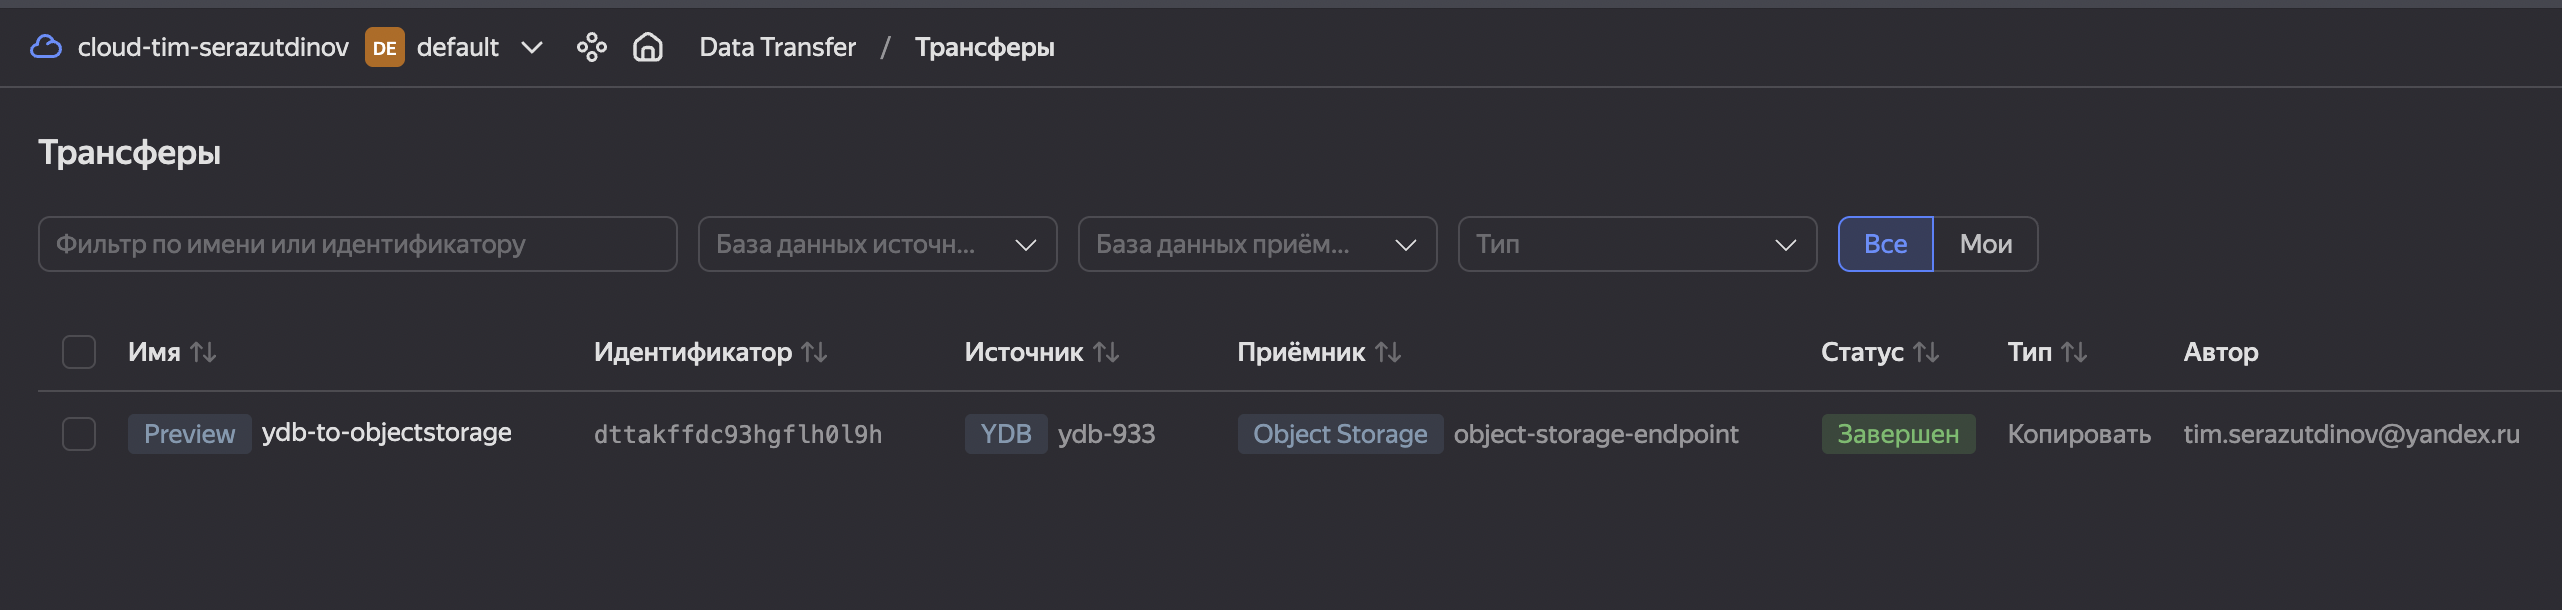 cloud-tim-serazutdinov DE default Data Transfer / Трансферы
Трансферы
Фильтр по имени или идентификатору База данных источн... База данных приём... Тип Все Мои
Имя Идентификатор Источник Приёмник Статус Тип Автор
Preview ydb-to-objectstorage dttakffdc93hgflh0l9h YDB ydb-933 Object Storage object-storage-endpoint Завершен Копировать tim.serazutdinov@yandex.ru